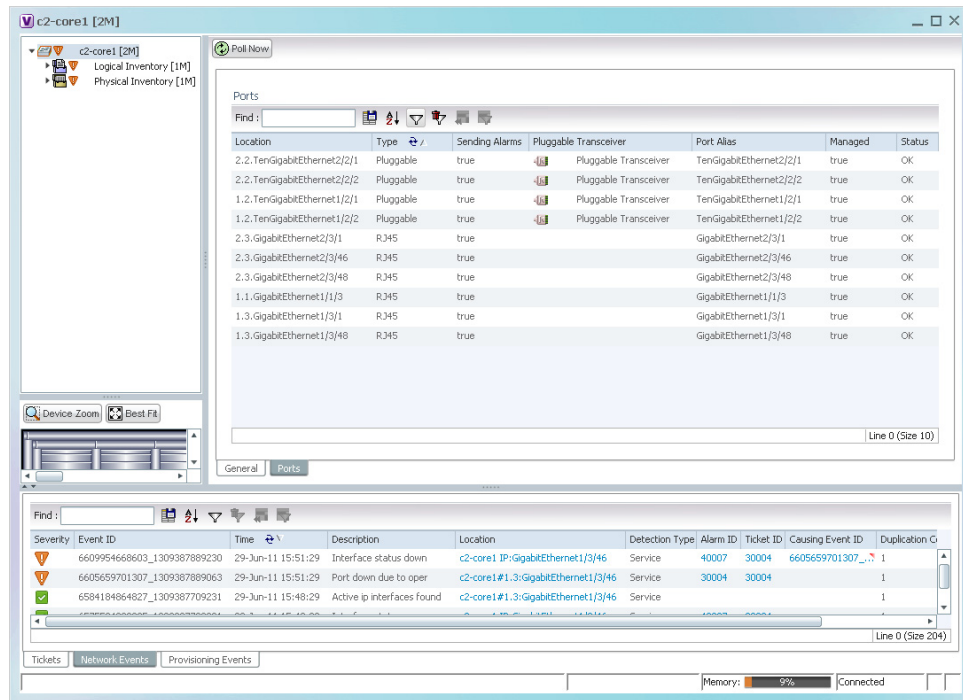 c2-core1 [2M]
c2-core1 [2M]
Logical Inventory [1M]
Physical Inventory [1M]
Poll Now
Ports
Find :
Location Type Sending Alarms Pluggable Transceiver Port Alias Managed Status
2.2.TenGigabitEthernet2/2/1 Pluggable true Pluggable Transceiver TenGigabitEthernet2/2/1 true OK
2.2.TenGigabitEthernet2/2/2 Pluggable true Pluggable Transceiver TenGigabitEthernet2/2/2 true OK
1.2.TenGigabitEthernet1/2/1 Pluggable true Pluggable Transceiver TenGigabitEthernet1/2/1 true OK
1.2.TenGigabitEthernet1/2/2 Pluggable true Pluggable Transceiver TenGigabitEthernet1/2/2 true OK
2.3.GigabitEthernet2/3/1 RJ45 true GigabitEthernet2/3/1 true OK
2.3.GigabitEthernet2/3/46 RJ45 true GigabitEthernet2/3/46 true OK
2.3.GigabitEthernet2/3/48 RJ45 true GigabitEthernet2/3/48 true OK
1.1.GigabitEthernet1/1/3 RJ45 true GigabitEthernet1/1/3 true OK
1.3.GigabitEthernet1/3/1 RJ45 true GigabitEthernet1/3/1 true OK
1.3.GigabitEthernet1/3/48 RJ45 true GigabitEthernet1/3/48 true OK
Line 0 (Size 10)
General Ports
Device Zoom Best Fit
Find :
Severity Event ID Time Description Location Detection Type Alarm ID Ticket ID Causing Event ID Duplication
6609954668603_1309387889230 29-Jun-11 15:51:29 Interface status down c2-core1 IP:GigabitEthernet1/3/46 Service 40007 30004 6605659701307_... 1
6605659701307_1309387889063 29-Jun-11 15:51:29 Port down due to oper c2-core1#1.3:GigabitEthernet1/3/46 Service 30004 30004 1
6584184864827_1309387709231 29-Jun-11 15:48:29 Active ip interfaces found c2-core1#1.3:GigabitEthernet1/3/46 Service 1
Line 0 (Size 204)
Tickets Network Events Provisioning Events
Memory: 9% Connected